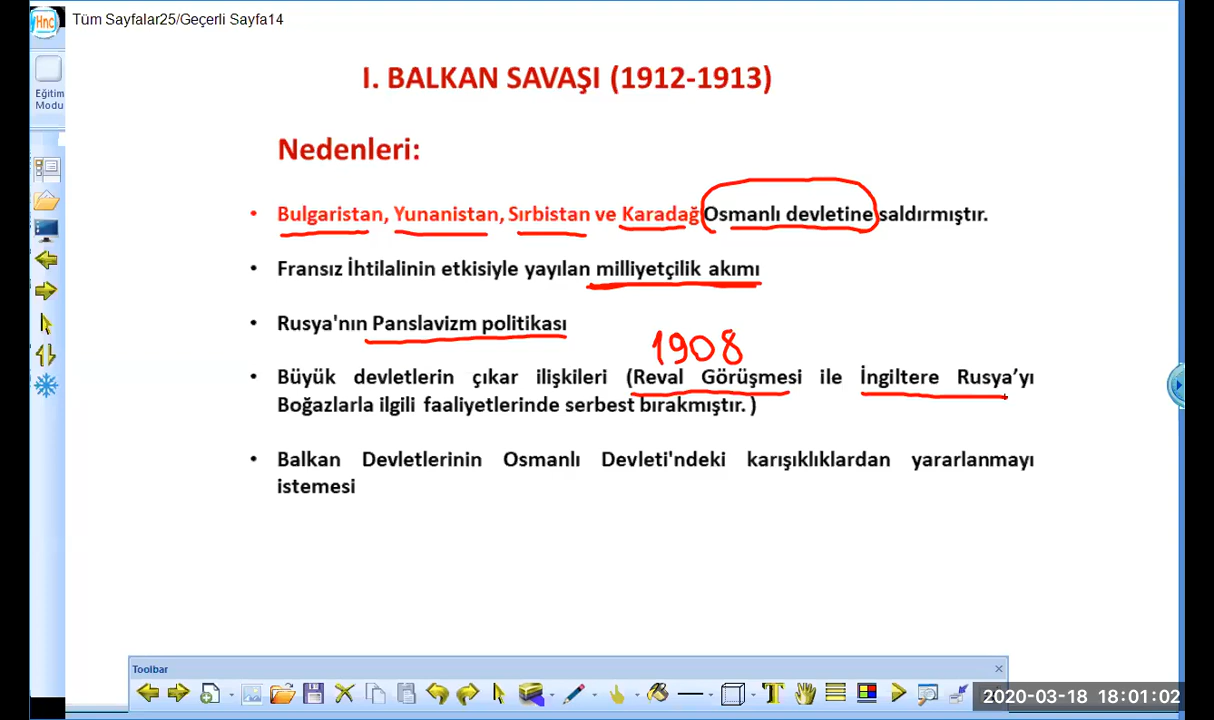 Hnc
Tüm Sayfalar25/Geçerli Sayfa14
Eğitim
Modu
I. BALKAN SAVAŞI (1912-1913)
Nedenleri:
• Bulgaristan, Yunanistan, Sırbistan ve Karadağ Osmanlı devletine saldırmıştır.
• Fransız İhtilalinin etkisiyle yayılan milliyetçilik akımı
• Rusya'nın Panslavizm politikası
1908
• Büyük devletlerin çıkar ilişkileri (Reval Görüşmesi ile İngiltere Rusya’yı
Boğazlarla ilgili faaliyetlerinde serbest bırakmıştır. )
• Balkan Devletlerinin Osmanlı Devleti'ndeki karışıklıklardan yararlanmayı
istemesi
Toolbar
2020-03-18 18:01:02